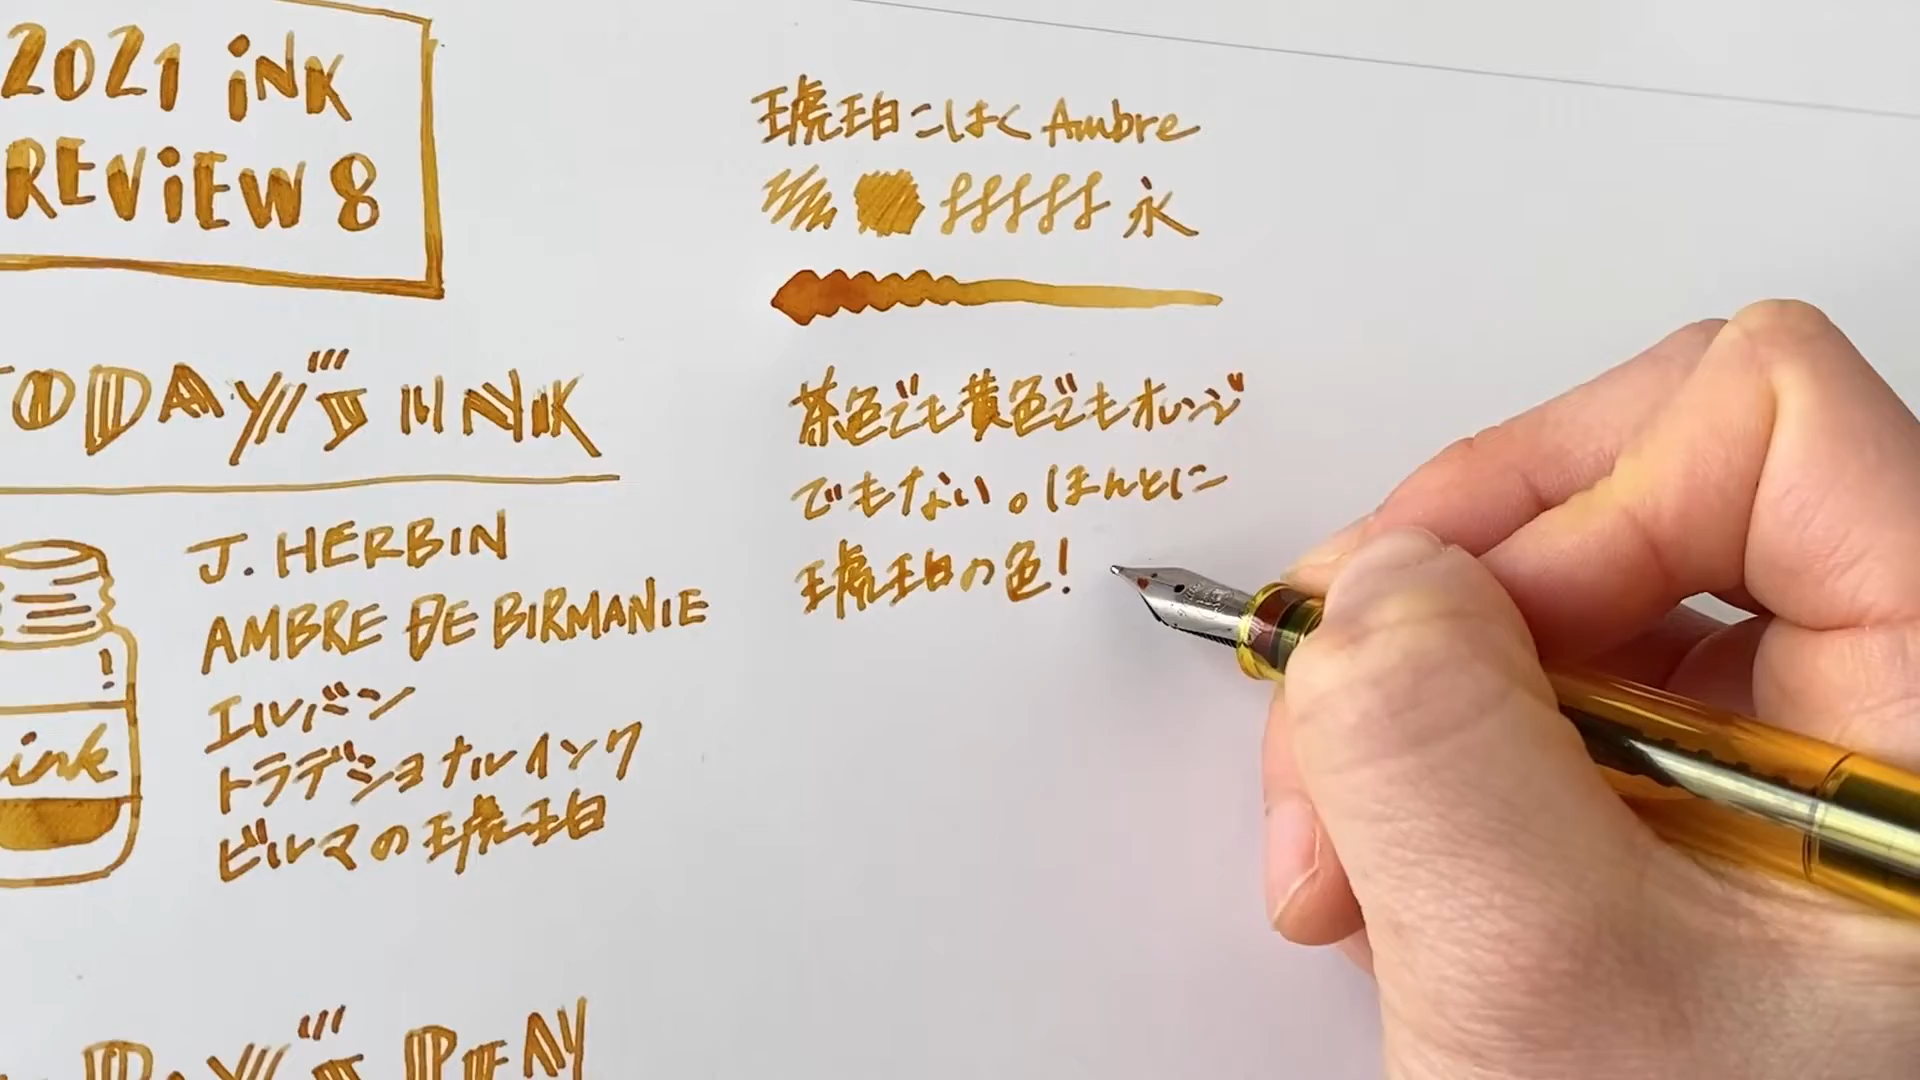 2021 iNK
REViEW 8
TODAY'S INK
ink
J. HERBIN
AMBRE DE BIRMANIE
エルバン
トラディショナルインク
ビルマの琥珀
琥珀 こはく Ambre
永
茶色でも黄色でもオレンジ
でもない。ほんとに
琥珀の色!